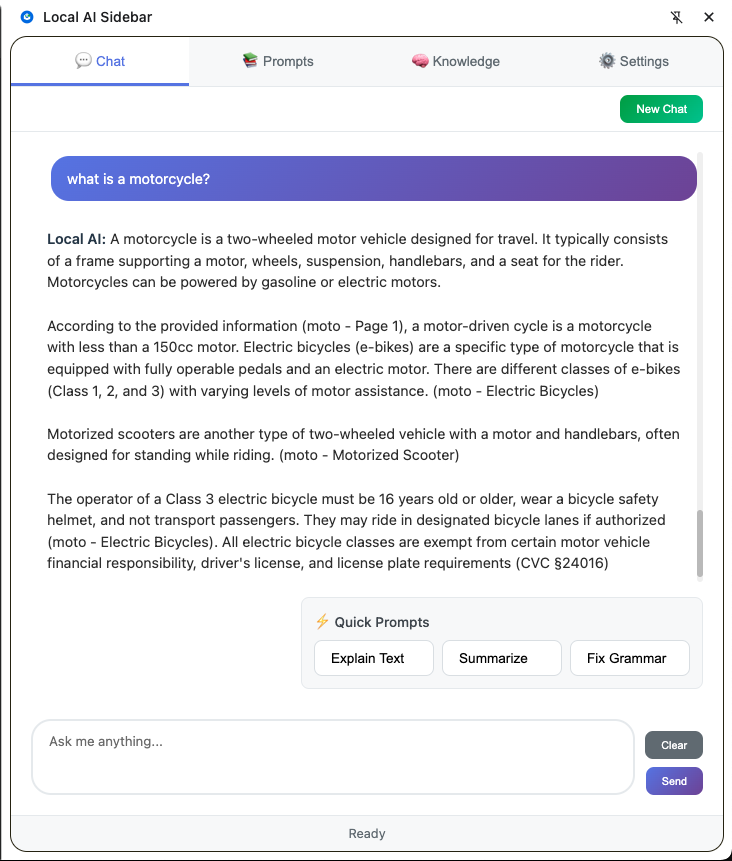 Local AI Sidebar
💬 Chat
📚 Prompts
🧠 Knowledge
⚙️ Settings
New Chat
what is a motorcycle?
Local AI: A motorcycle is a two-wheeled motor vehicle designed for travel. It typically consists
of a frame supporting a motor, wheels, suspension, handlebars, and a seat for the rider.
Motorcycles can be powered by gasoline or electric motors.
According to the provided information (moto - Page 1), a motor-driven cycle is a motorcycle
with less than a 150cc motor. Electric bicycles (e-bikes) are a specific type of motorcycle that is
equipped with fully operable pedals and an electric motor. There are different classes of e-bikes
(Class 1, 2, and 3) with varying levels of motor assistance. (moto - Electric Bicycles)
Motorized scooters are another type of two-wheeled vehicle with a motor and handlebars, often
designed for standing while riding. (moto - Motorized Scooter)
The operator of a Class 3 electric bicycle must be 16 years old or older, wear a bicycle safety
helmet, and not transport passengers. They may ride in designated bicycle lanes if authorized
(moto - Electric Bicycles). All electric bicycle classes are exempt from certain motor vehicle
financial responsibility, driver's license, and license plate requirements (CVC §24016)
⚡ Quick Prompts
Explain Text
Summarize
Fix Grammar
Ask me anything...
Clear
Send
Ready